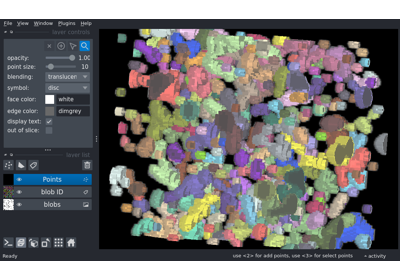 File View Window Plugins Help
layer controls
opacity: 1.00
point size: 10
blending: translucen
symbol: disc
face color: white
edge color: dimgrey
display text:
out of slice:
layer list
Points
blob ID
blobs
Ready
use <2> for add points, use <3> for select points
activity